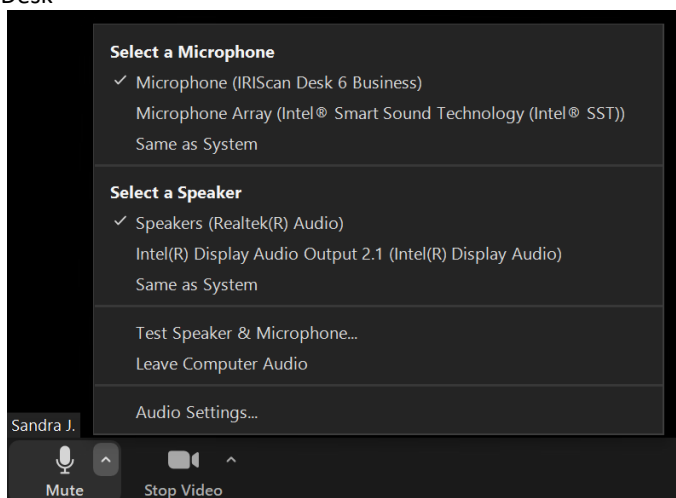 Desk
Select a Microphone
✓ Microphone (IRIScan Desk 6 Business)
Microphone Array (Intel® Smart Sound Technology (Intel® SST))
Same as System
Select a Speaker
✓ Speakers (Realtek(R) Audio)
Intel(R) Display Audio Output 2.1 (Intel(R) Display Audio)
Same as System
Test Speaker & Microphone...
Leave Computer Audio
Audio Settings...
Sandra J.
Mute Stop Video